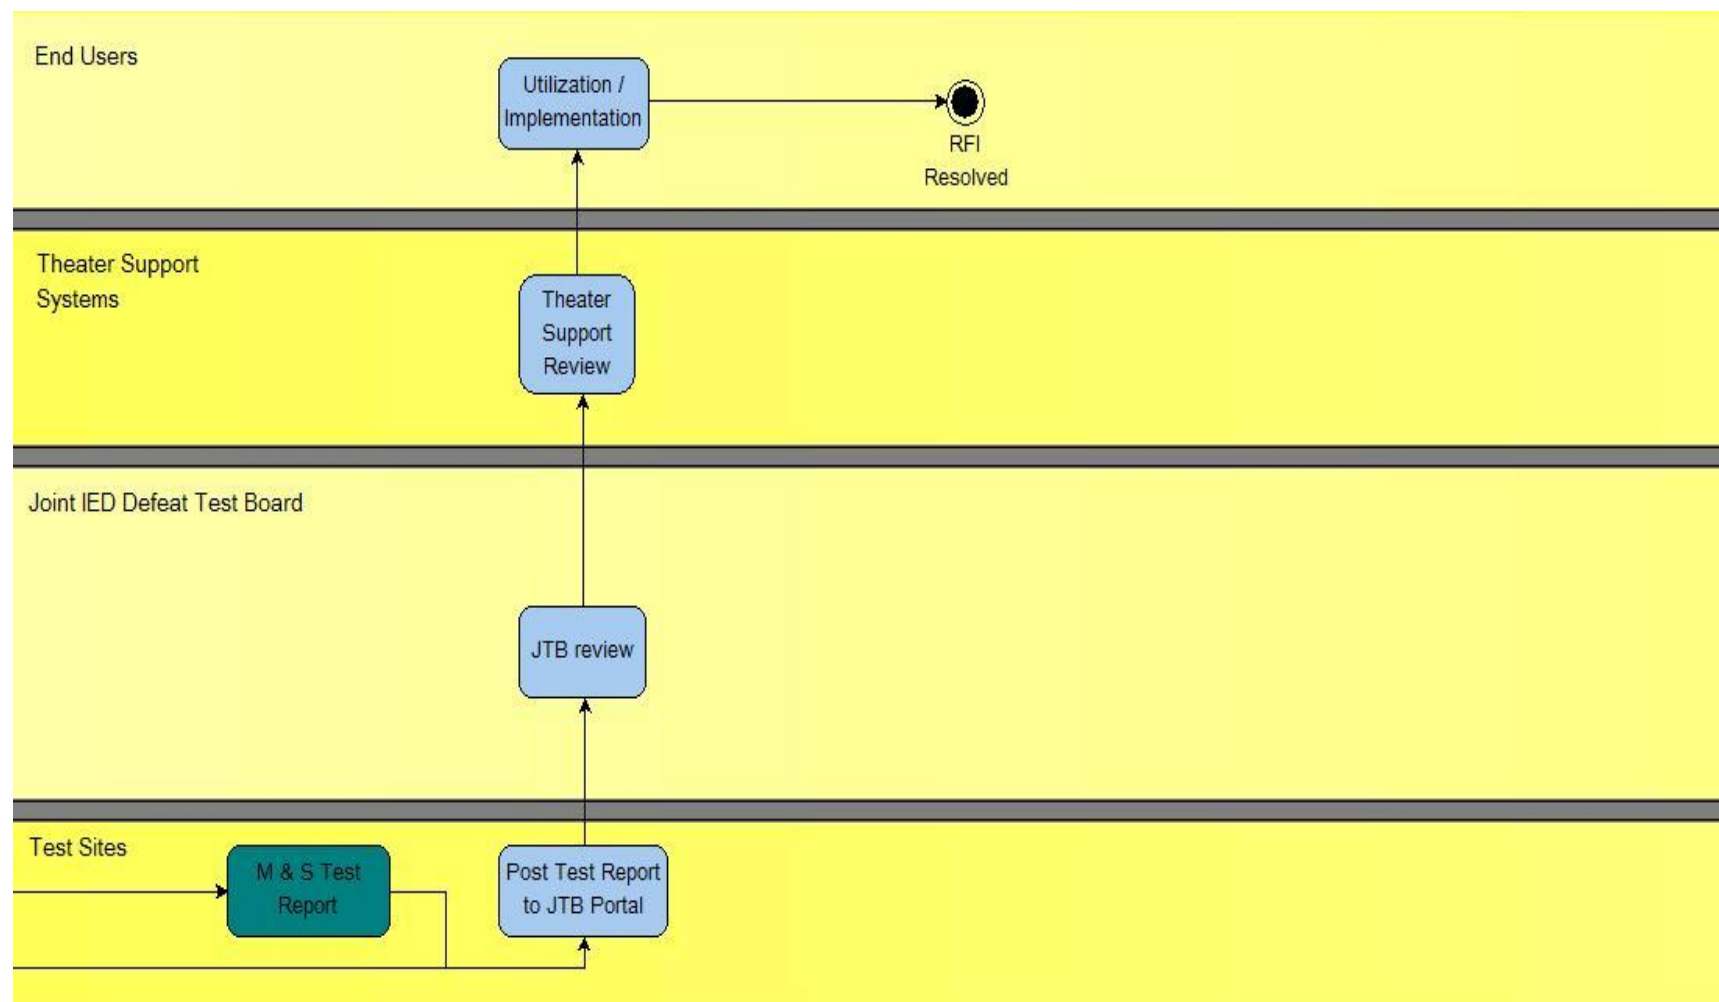 End Users
Utilization /
Implementation
RFI
Resolved
Theater Support
Systems
Theater
Support
Review
Joint IED Defeat Test Board
JTB review
Test Sites
M & S Test
Report
Post Test Report
to JTB Portal